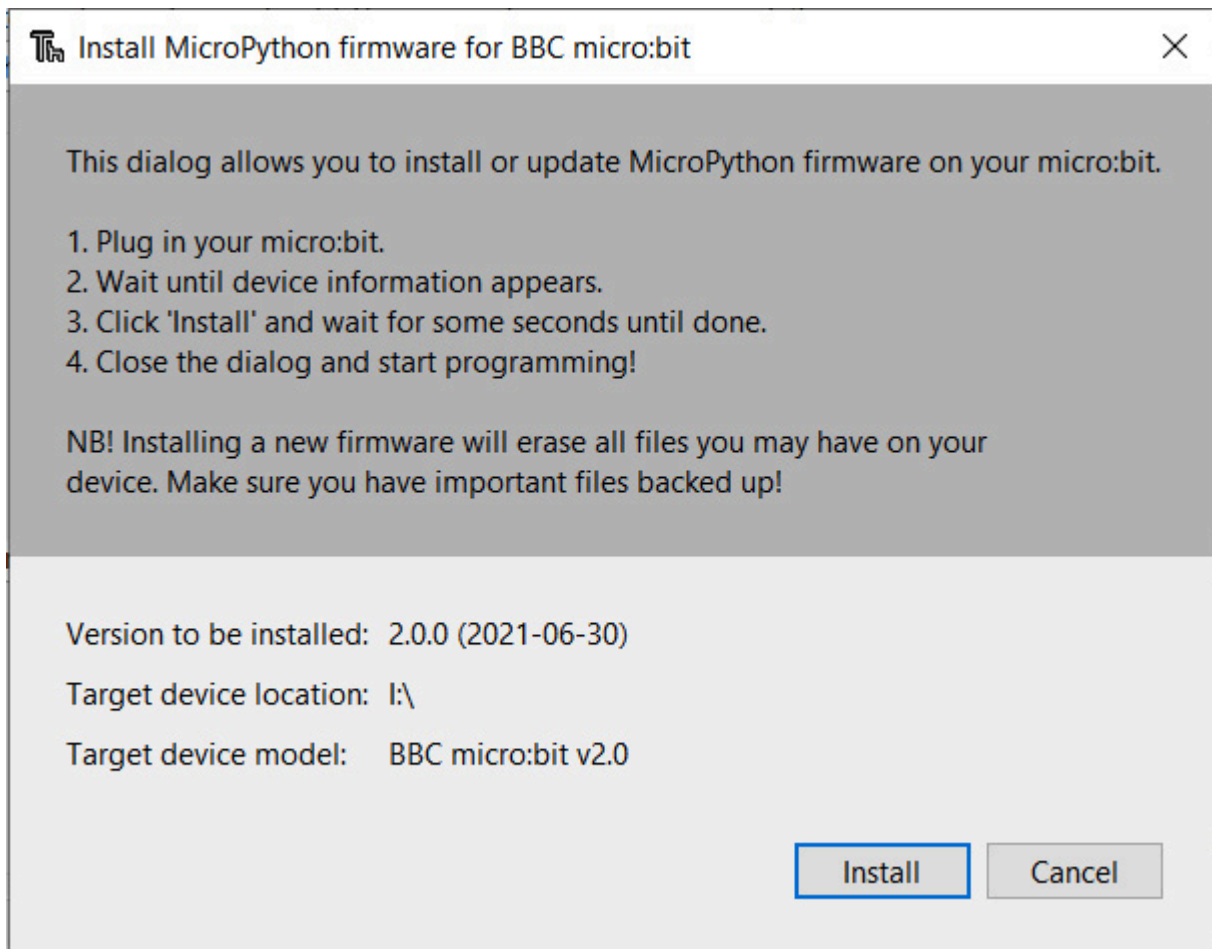 Install MicroPython firmware for BBC micro:bit
This dialog allows you to install or update MicroPython firmware on your micro:bit.
1. Plug in your micro:bit.
2. Wait until device information appears.
3. Click 'Install' and wait for some seconds until done.
4. Close the dialog and start programming!
NB! Installing a new firmware will erase all files you may have on your
device. Make sure you have important files backed up!
Version to be installed: 2.0.0 (2021-06-30)
Target device location: I:\
Target device model: BBC micro:bit v2.0
Install Cancel